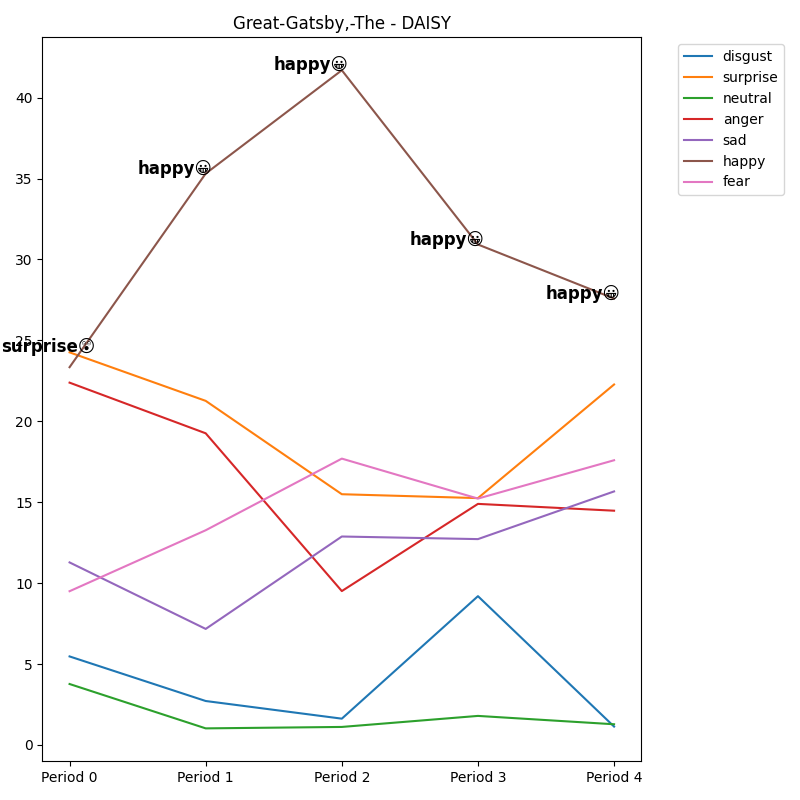 Great-Gatsby,-The - DAISY
happy😀
happy😀
happy😀
happy😀
surprise😲
40
35
30
25
20
15
10
5
0
Period 0 Period 1 Period 2 Period 3 Period 4
disgust
surprise
neutral
anger
sad
happy
fear